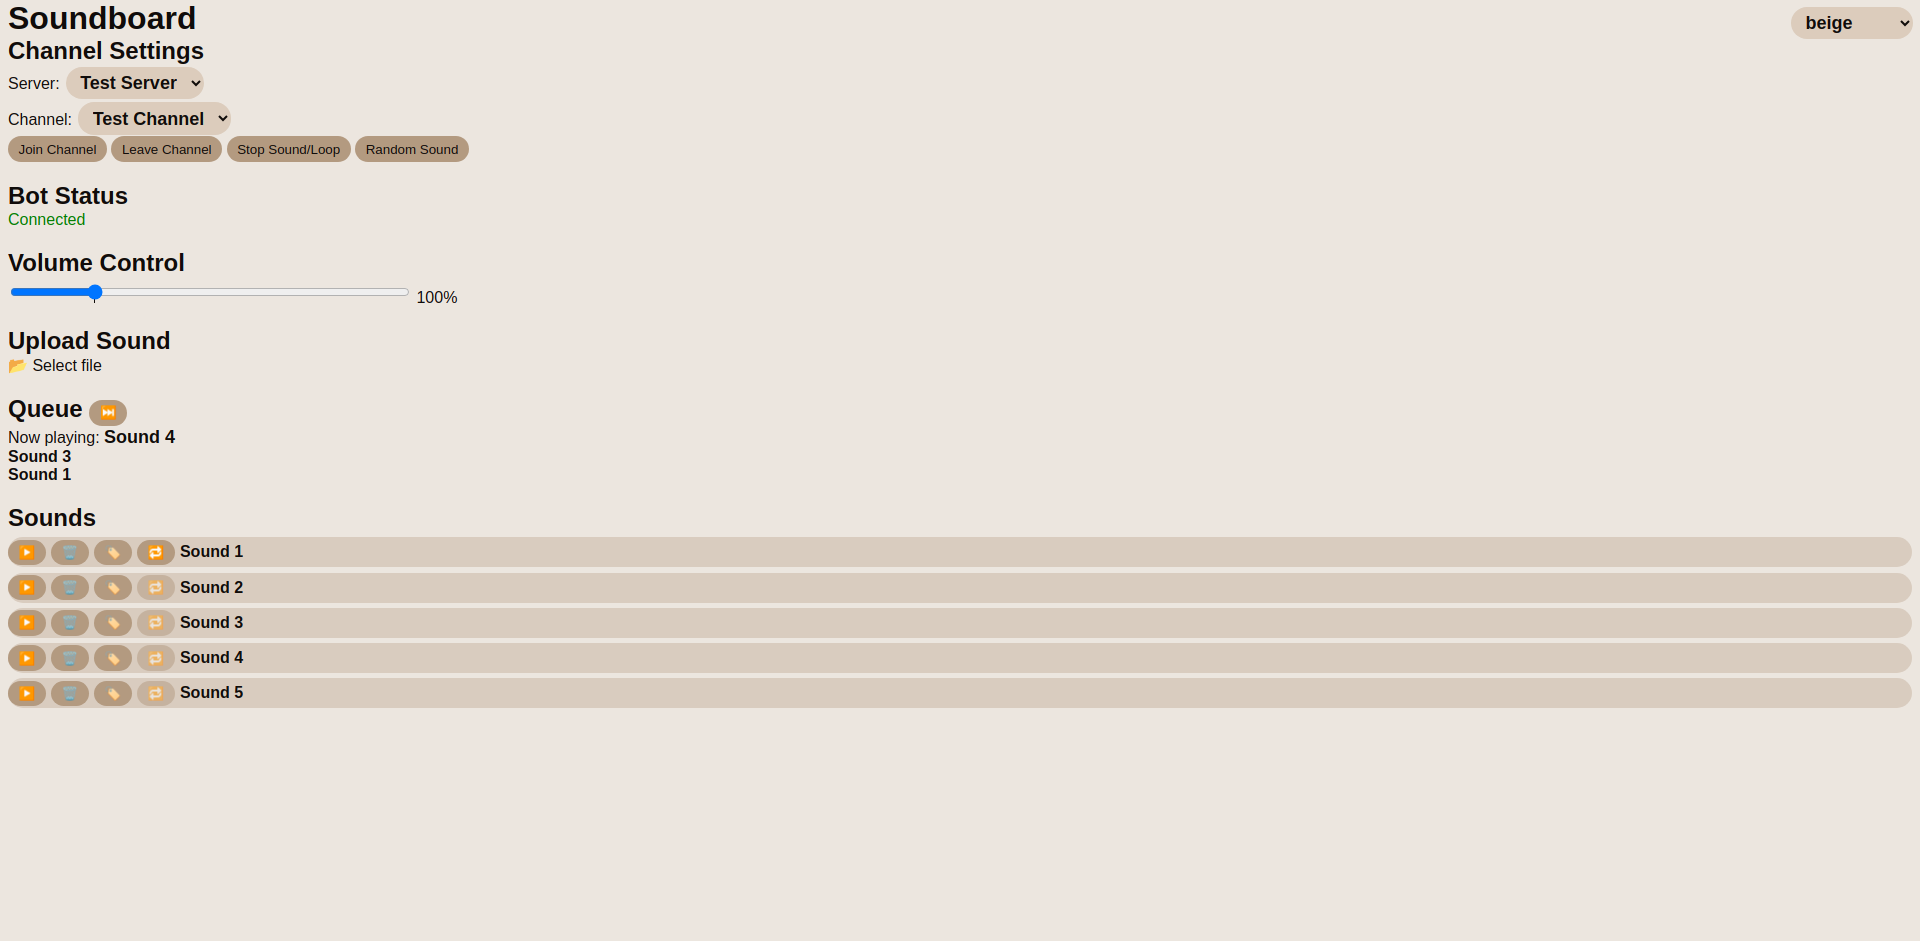 Soundboard
beige
Channel Settings
Server: Test Server
Channel: Test Channel
Join Channel Leave Channel Stop Sound/Loop Random Sound
Bot Status
Connected
Volume Control
100%
Upload Sound
📂 Select file
Queue ⏭️
Now playing: Sound 4
Sound 3
Sound 1
Sounds
▶️ 🗑️ 🏷️ 🔁 Sound 1
▶️ 🗑️ 🏷️ 🔁 Sound 2
▶️ 🗑️ 🏷️ 🔁 Sound 3
▶️ 🗑️ 🏷️ 🔁 Sound 4
▶️ 🗑️ 🏷️ 🔁 Sound 5